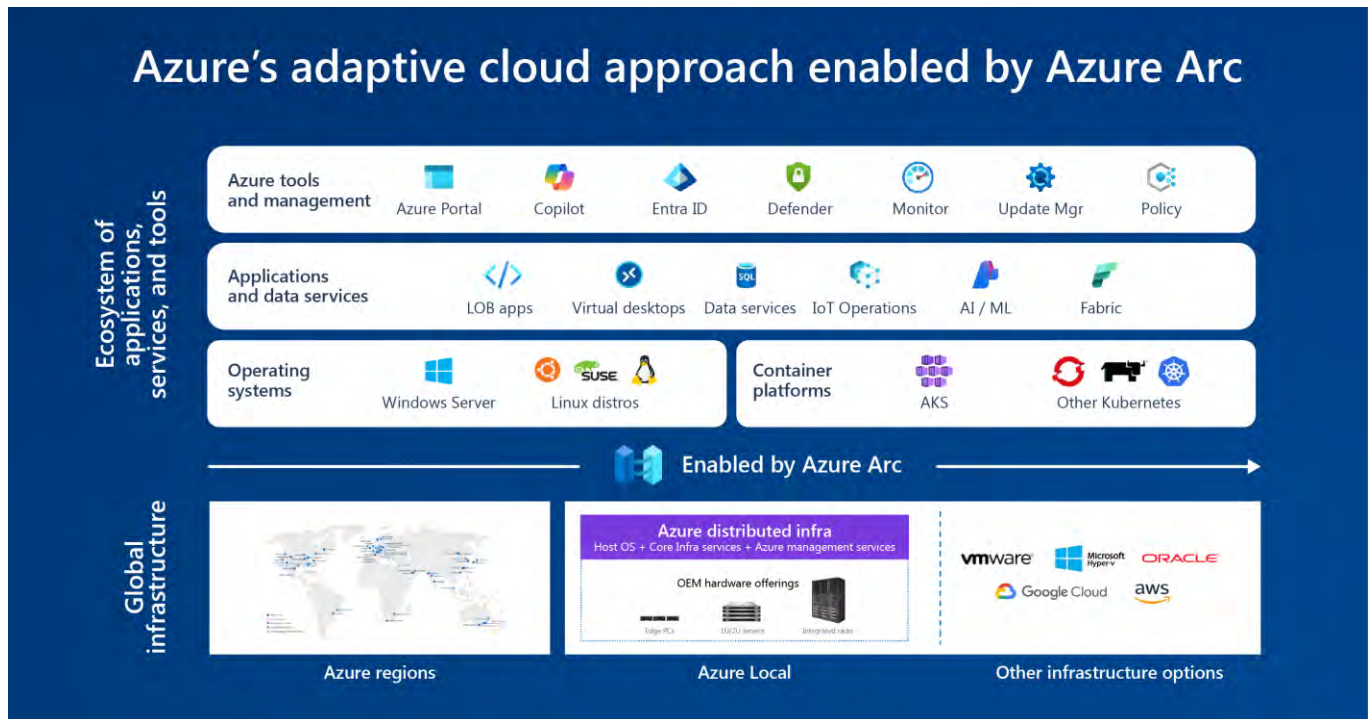 Azure's adaptive cloud approach enabled by Azure Arc
Ecosystem of
applications,
services, and tools
Azure tools
and management
Azure Portal
Copilot
Entra ID
Defender
Monitor
Update Mgr
Policy
Applications
and data services
LOB apps
Virtual desktops
SQL
Data services
IoT Operations
AI / ML
Fabric
Operating
systems
Windows Server
SUSE
Linux distros
Container
platforms
AKS
Other Kubernetes
Enabled by Azure Arc
Global
infrastructure
Azure regions
Azure distributed infra
Host OS + Core Infra services + Azure management services
OEM hardware offerings
Edge PCs
1U/2U servers
Integrated racks
Azure Local
vmware
Microsoft
Hyper-v
ORACLE
Google Cloud
aws
Other infrastructure options